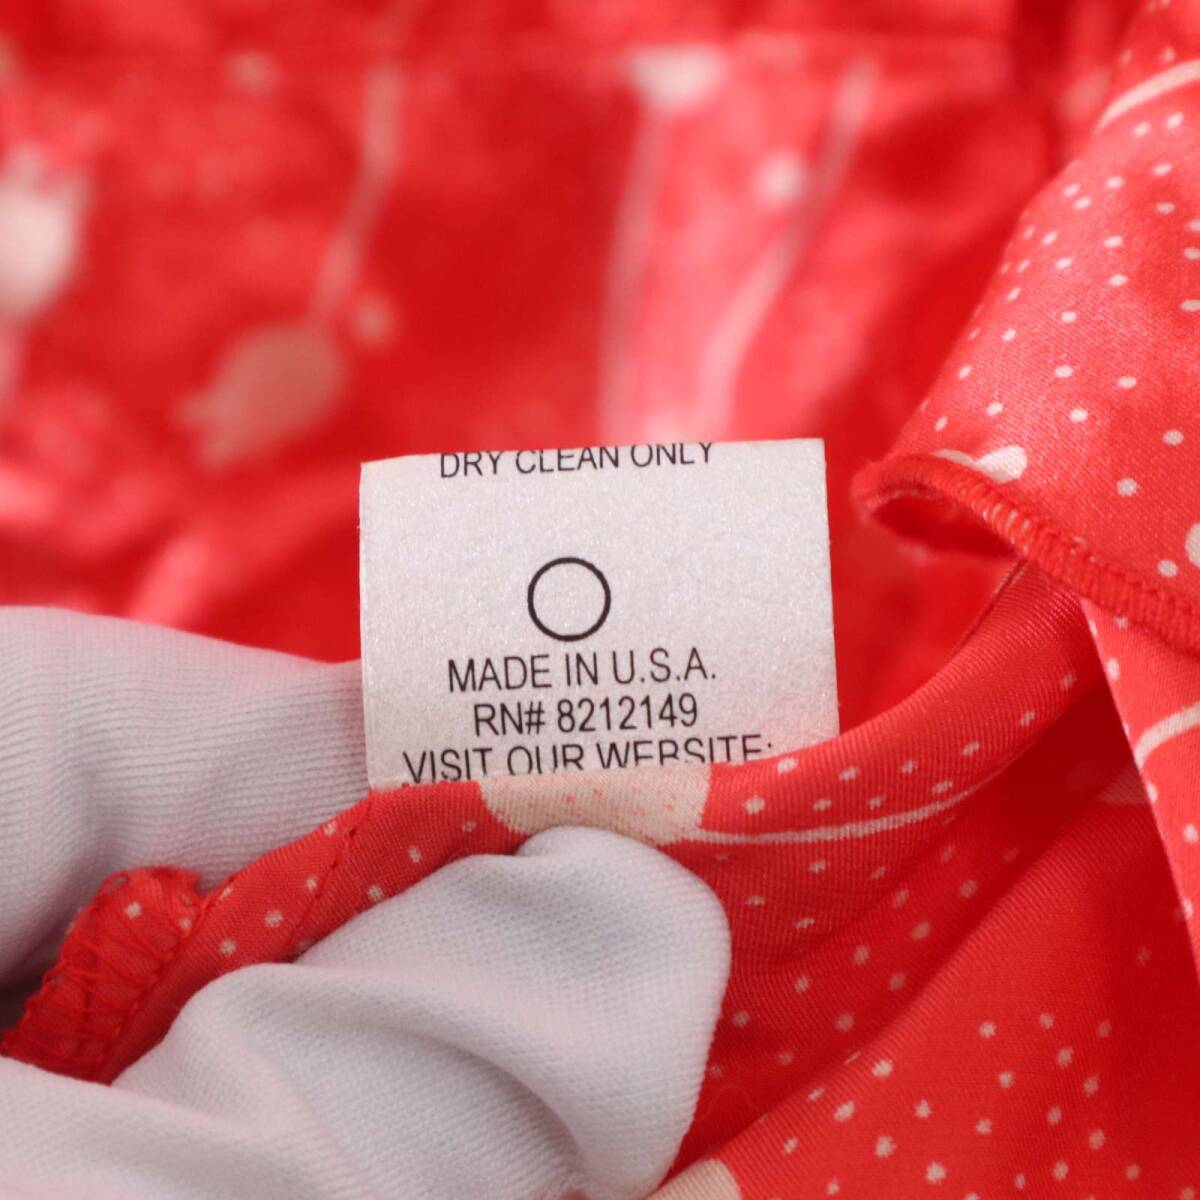 DRY CLEAN ONLY
MADE IN U.S.A.
RN# 8212149
VISIT OUR WEBSITE: